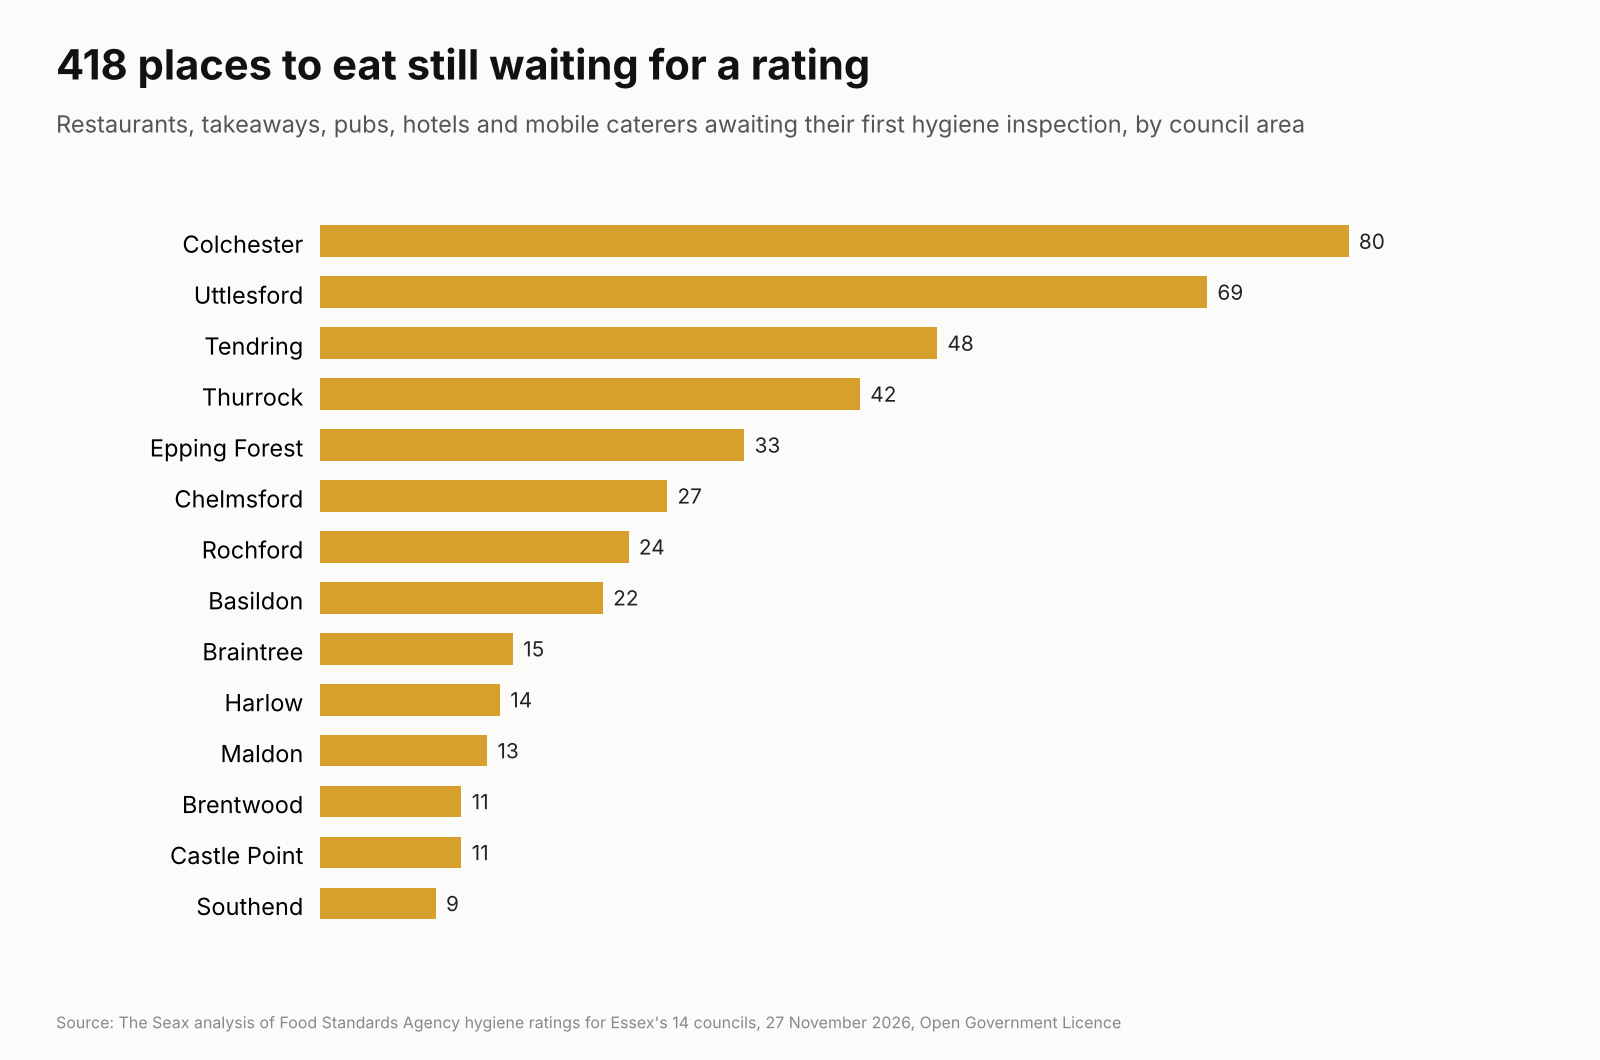 418 places to eat still waiting for a rating
Restaurants, takeaways, pubs, hotels and mobile caterers awaiting their first hygiene inspection, by council area
Colchester 80
Uttlesford 69
Tendring 48
Thurrock 42
Epping Forest 33
Chelmsford 27
Rochford 24
Basildon 22
Braintree 15
Harlow 14
Maldon 13
Brentwood 11
Castle Point 11
Southend 9
Source: The Seax analysis of Food Standards Agency hygiene ratings for Essex's 14 councils, 27 November 2026, Open Government Licence